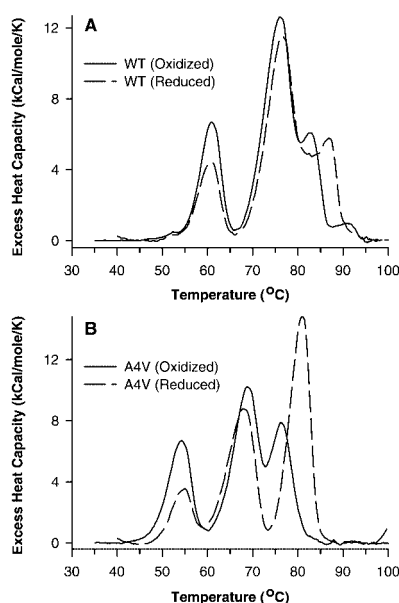 A
WT (Oxidized)
WT (Reduced)
Excess Heat Capacity (kCal/mole/K)
12
8
4
0
30 40 50 60 70 80 90 100
Temperature (ᴼC)
B
A4V (Oxidized)
A4V (Reduced)
Excess Heat Capacity (kCal/mole/K)
12
8
4
0
30 40 50 60 70 80 90 100
Temperature (ᴼC)